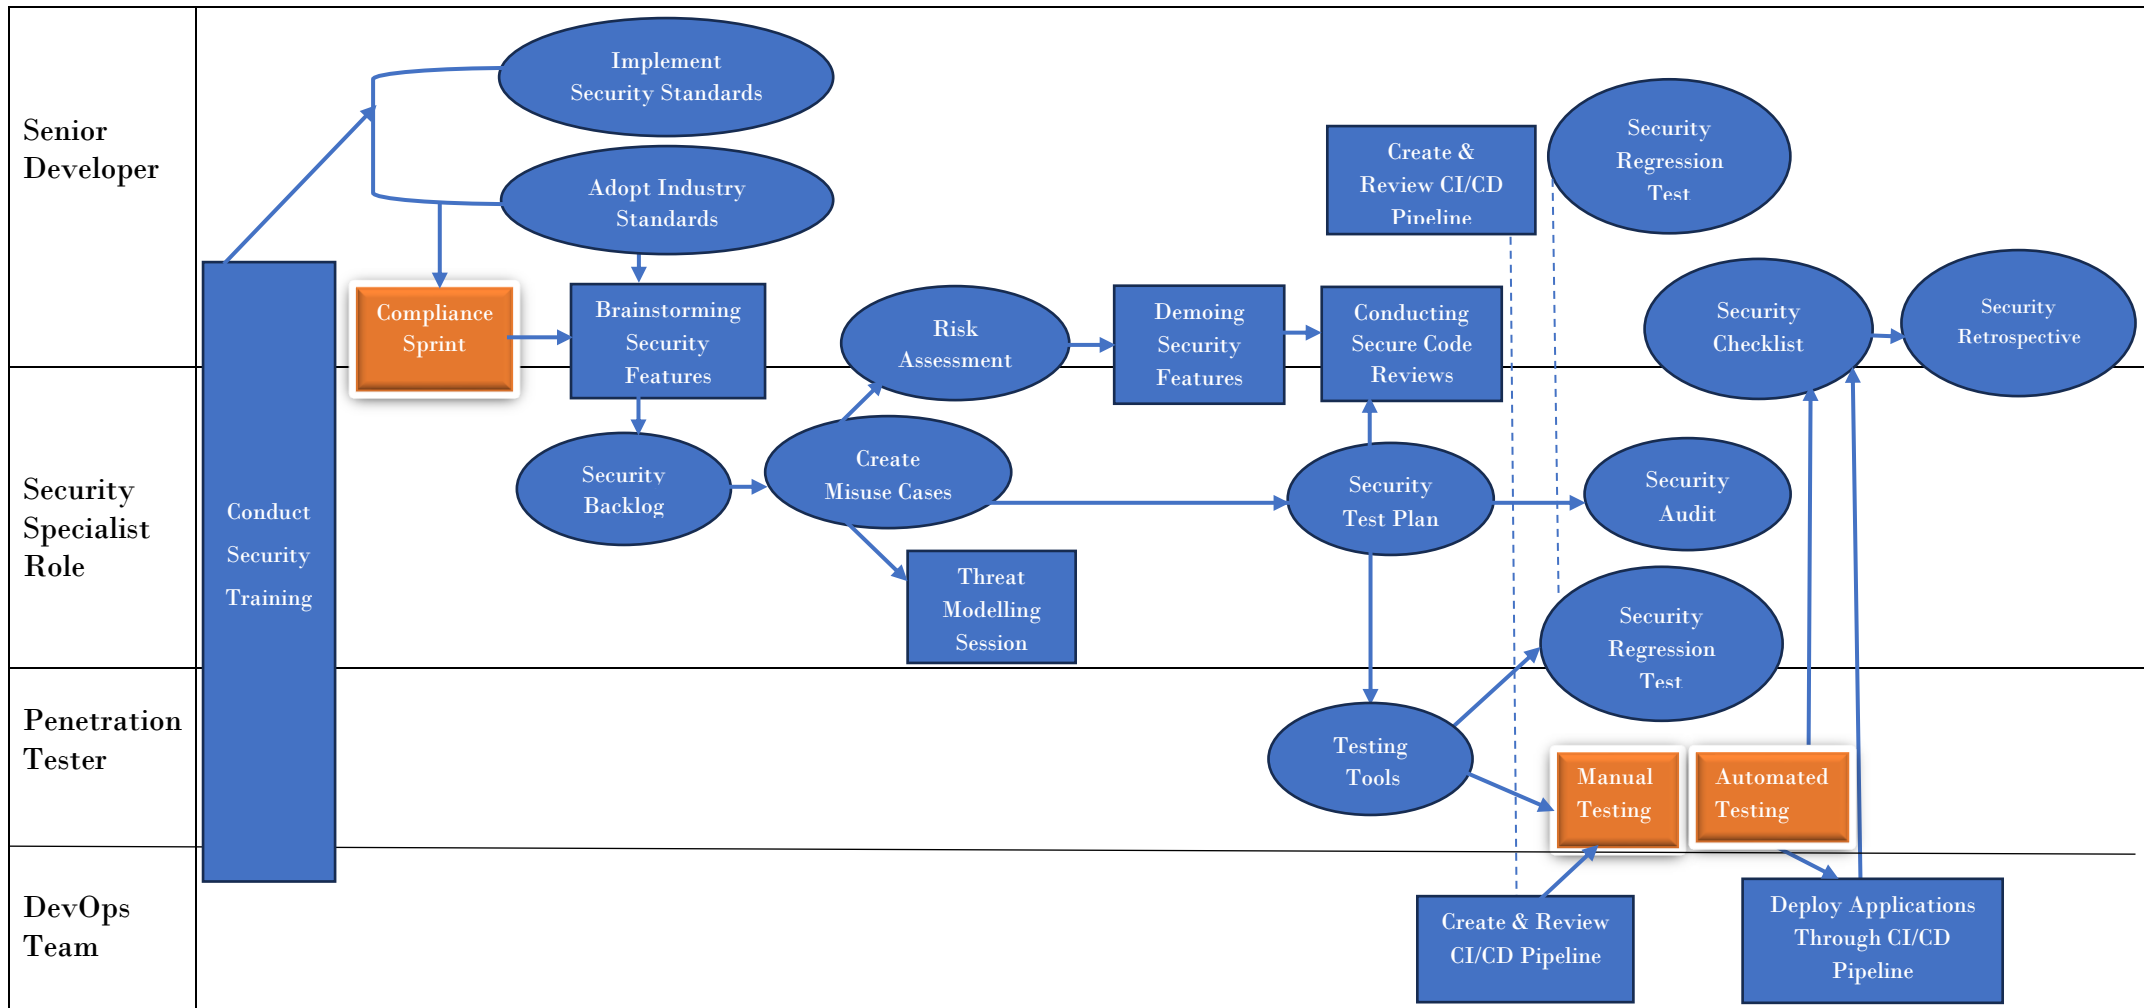 Senior
Developer
Implement
Security Standards
Adopt Industry
Standards
Create &
Review CI/CD
Pipeline
Security
Regression
Test
Compliance
Sprint
Brainstorming
Security
Features
Risk
Assessment
Demoing
Security
Features
Conducting
Secure Code
Reviews
Security
Checklist
Security
Retrospective
Security
Specialist
Role
Conduct
Security
Training
Security
Backlog
Create
Misuse Cases
Threat
Modelling
Session
Security
Test Plan
Security
Audit
Security
Regression
Test
Penetration
Tester
Testing
Tools
Manual
Testing
Automated
Testing
DevOps
Team
Create & Review
CI/CD Pipeline
Deploy Applications
Through CI/CD
Pipeline